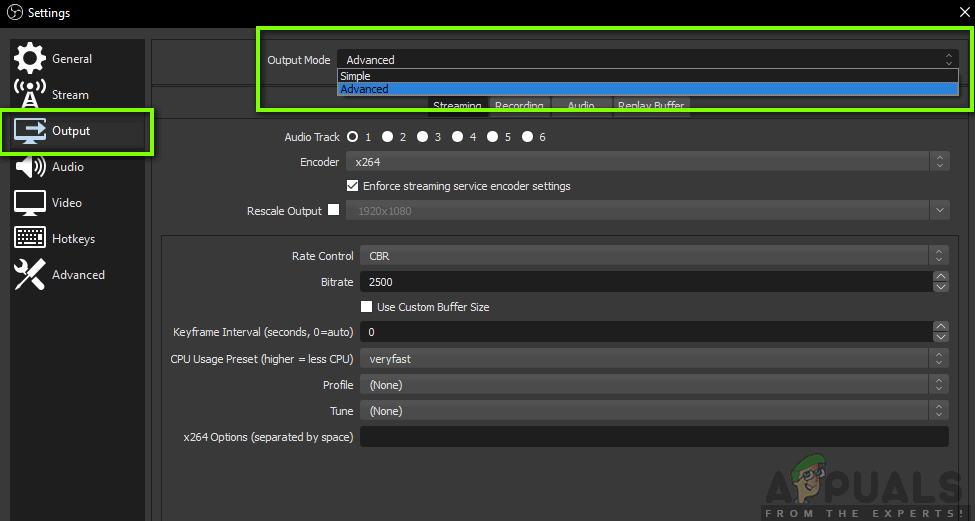 Settings
General
Stream
Output
Audio
Video
Hotkeys
Advanced
Output Mode Advanced
Simple
Advanced
Streaming Recording Audio Replay Buffer
Audio Track 1 2 3 4 5 6
Encoder x264
Enforce streaming service encoder settings
Rescale Output 1920x1080
Rate Control CBR
Bitrate 2500
Use Custom Buffer Size
Keyframe Interval (seconds, 0=auto) 0
CPU Usage Preset (higher = less CPU) veryfast
Profile (None)
Tune (None)
x264 Options (separated by space)
APPUALS
FROM THE EXPERTS!